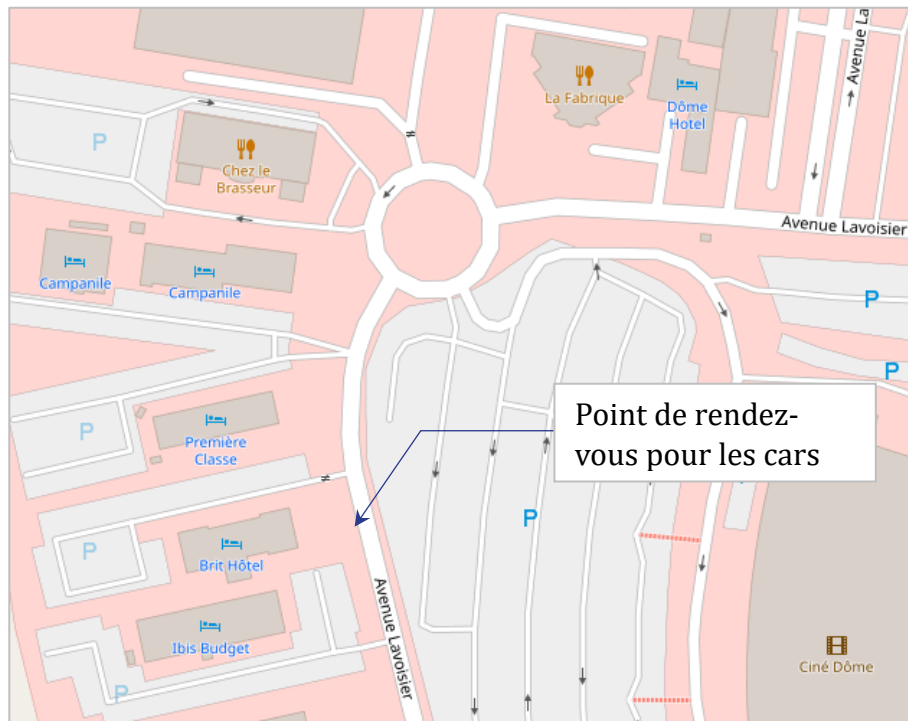 Avenue La
La Fabrique
Dôme
Hotel
P
Chez le
Brasseur
Avenue Lavoisier
Campanile
Campanile
P
P
Point de rendez-
vous pour les cars
P
Première
Classe
P
P
Brit Hôtel
Avenue Lavoisier
Ibis Budget
Ciné Dôme
P